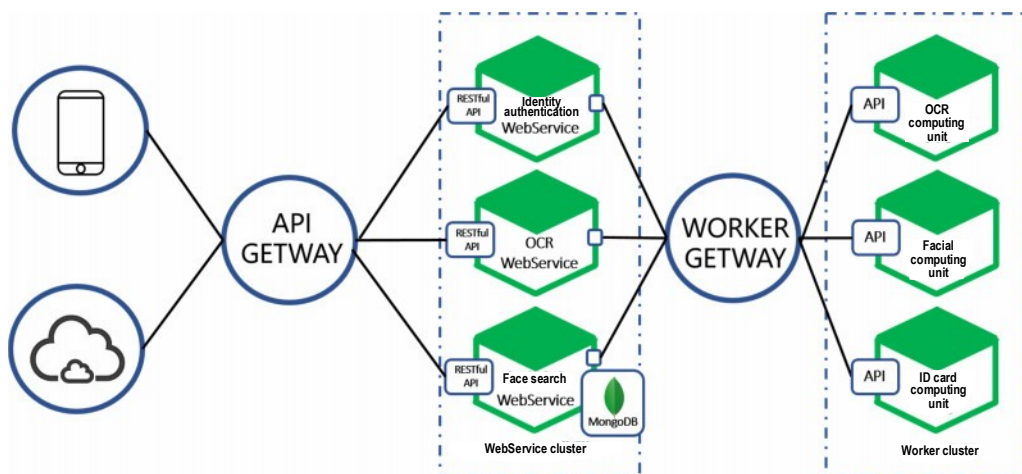 API
GETWAY
RESTful
API
Identity
authentication
WebService
RESTful
API
OCR
WebService
RESTful
API
Face search
WebService
MongoDB
WebService cluster
WORKER
GETWAY
API
OCR
computing
unit
API
Facial
computing
unit
API
ID card
computing
unit
Worker cluster